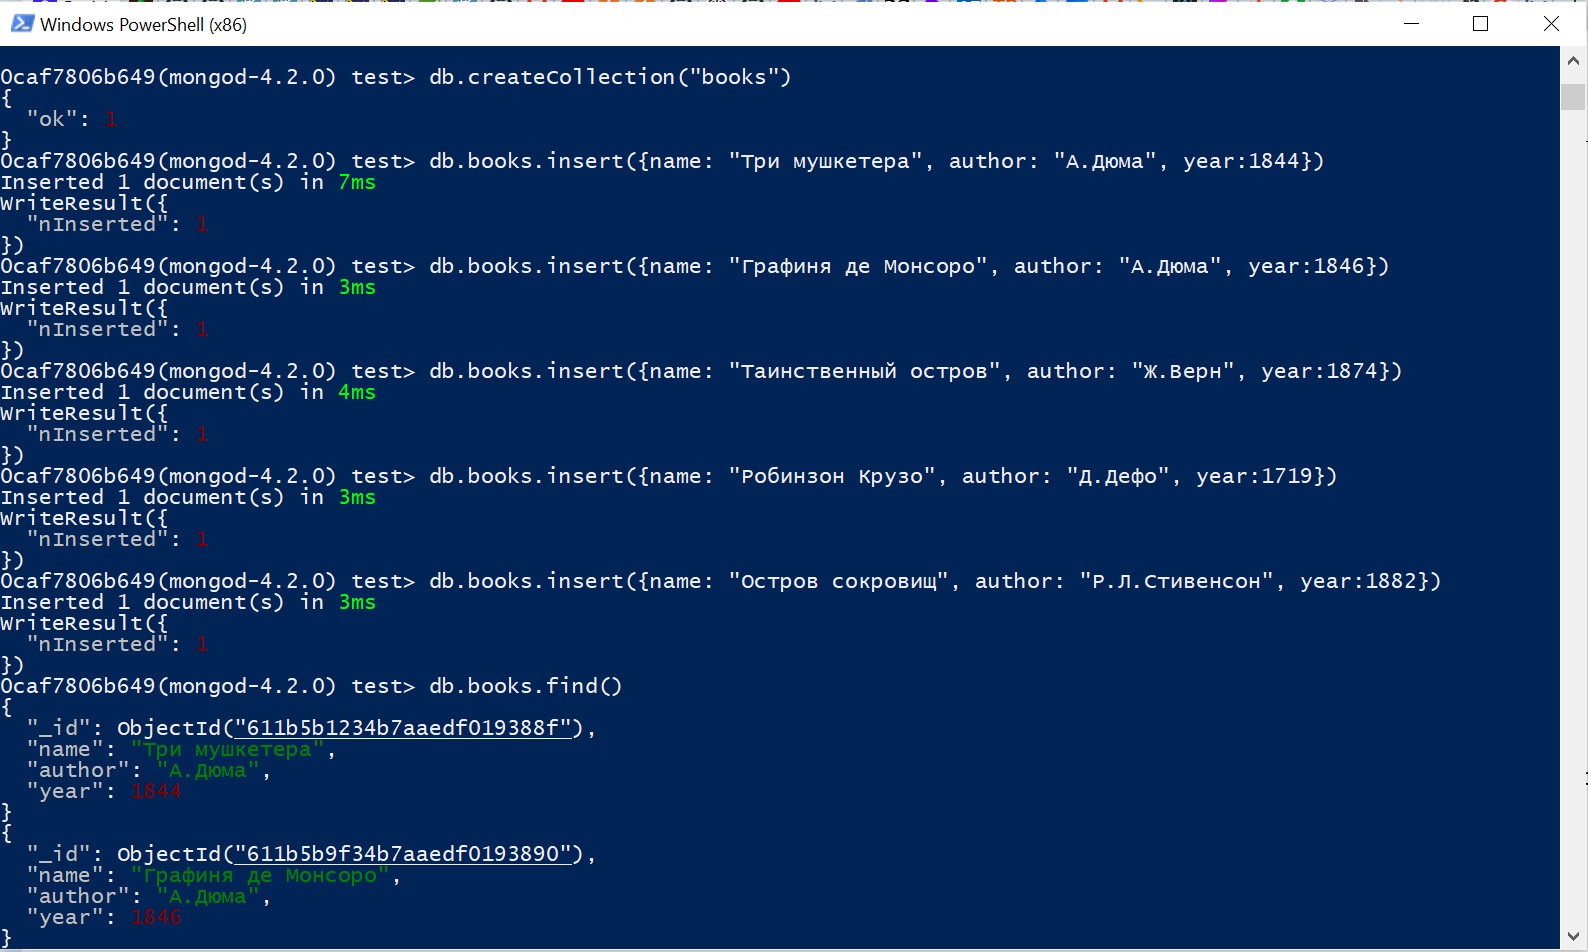 Windows PowerShell (x86)
0caf7806b649(mongod-4.2.0) test> db.createCollection("books")
{
  "ok": 1
}
0caf7806b649(mongod-4.2.0) test> db.books.insert({name: "Три мушкетера", author: "А.Дюма", year:1844})
Inserted 1 document(s) in 7ms
WriteResult({
  "nInserted": 1
})
0caf7806b649(mongod-4.2.0) test> db.books.insert({name: "Графиня де Монсоро", author: "А.Дюма", year:1846})
Inserted 1 document(s) in 3ms
WriteResult({
  "nInserted": 1
})
0caf7806b649(mongod-4.2.0) test> db.books.insert({name: "Таинственный остров", author: "Ж.Верн", year:1874})
Inserted 1 document(s) in 4ms
WriteResult({
  "nInserted": 1
})
0caf7806b649(mongod-4.2.0) test> db.books.insert({name: "Робинзон Крузо", author: "Д.Дефо", year:1719})
Inserted 1 document(s) in 3ms
WriteResult({
  "nInserted": 1
})
0caf7806b649(mongod-4.2.0) test> db.books.insert({name: "Остров сокровищ", author: "Р.Л.Стивенсон", year:1882})
Inserted 1 document(s) in 3ms
WriteResult({
  "nInserted": 1
})
0caf7806b649(mongod-4.2.0) test> db.books.find()
{
  "_id": ObjectId("611b5b1234b7aaedf019388f"),
  "name": "Три мушкетера",
  "author": "А.Дюма",
  "year": 1844
}
{
  "_id": ObjectId("611b5b9f34b7aaedf0193890"),
  "name": "Графиня де Монсоро",
  "author": "А.Дюма",
  "year": 1846
}